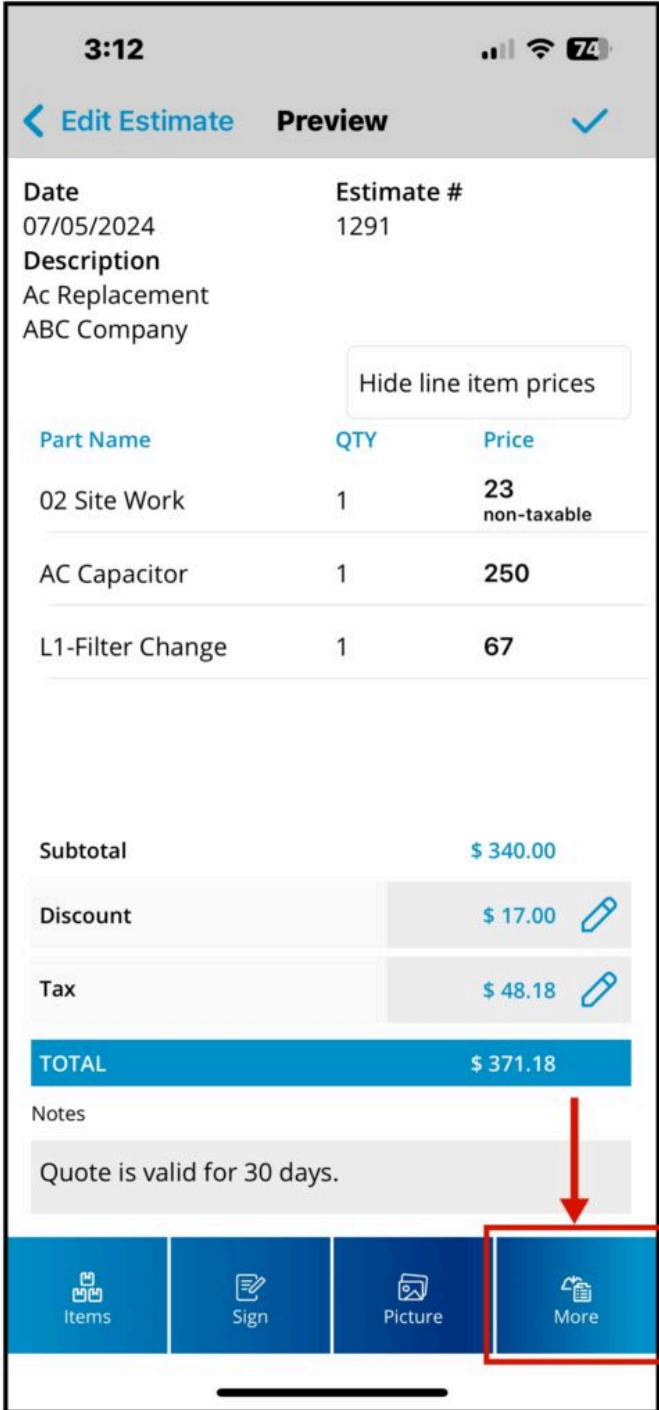 3:12 74
Edit Estimate Preview
Date Estimate #
07/05/2024 1291
Description
Ac Replacement
ABC Company
Hide line item prices
Part Name QTY Price
02 Site Work 1 23
non-taxable
AC Capacitor 1 250
L1-Filter Change 1 67
Subtotal $ 340.00
Discount $ 17.00
Tax $ 48.18
TOTAL $ 371.18
Notes
Quote is valid for 30 days.
Items Sign Picture More